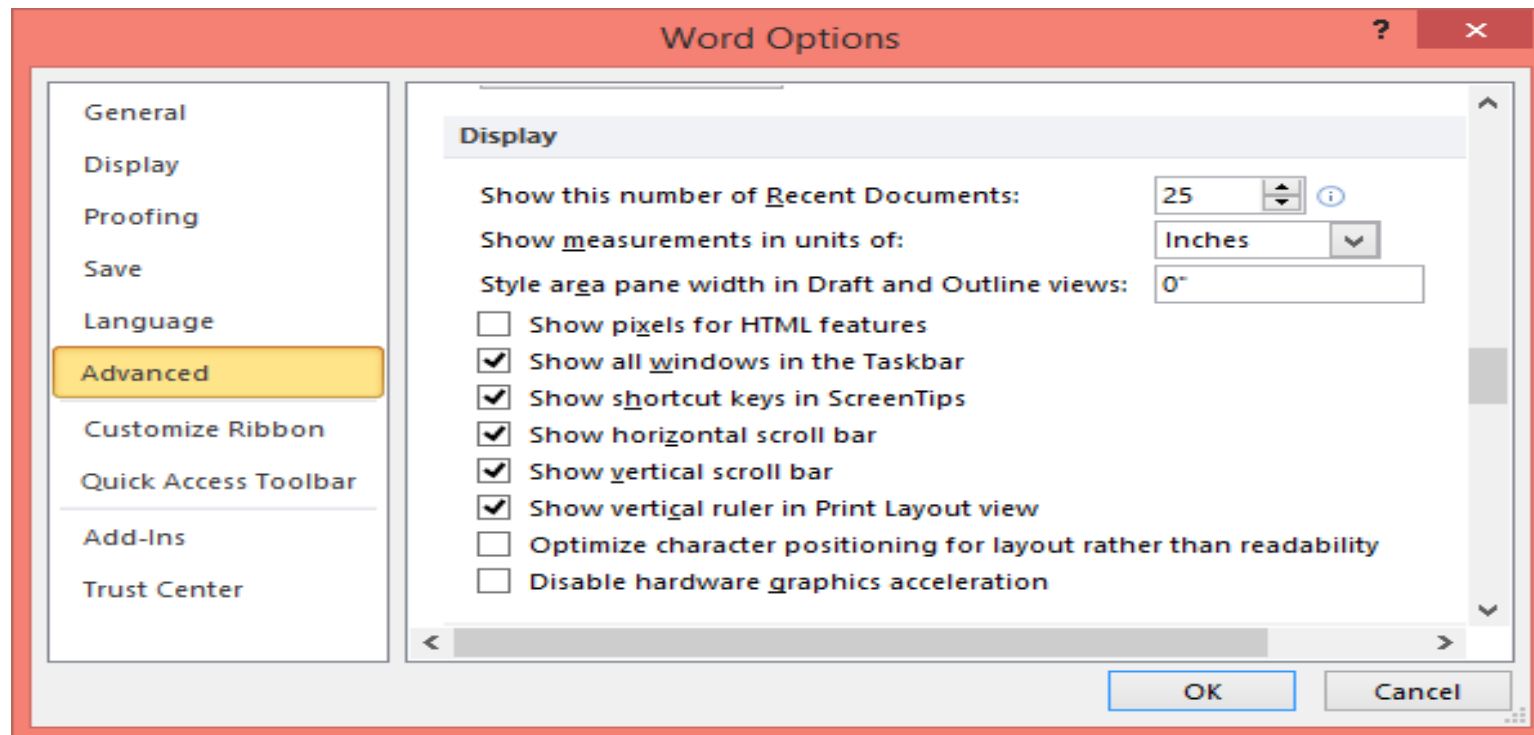 Word Options
?
General
Display
Proofing
Save
Language
Advanced
Customize Ribbon
Quick Access Toolbar
Add-Ins
Trust Center
Display
Show this number of Recent Documents: 25
Show measurements in units of: Inches
Style area pane width in Draft and Outline views: 0"
Show pixels for HTML features
Show all windows in the Taskbar
Show shortcut keys in ScreenTips
Show horizontal scroll bar
Show vertical scroll bar
Show vertical ruler in Print Layout view
Optimize character positioning for layout rather than readability
Disable hardware graphics acceleration
OK Cancel